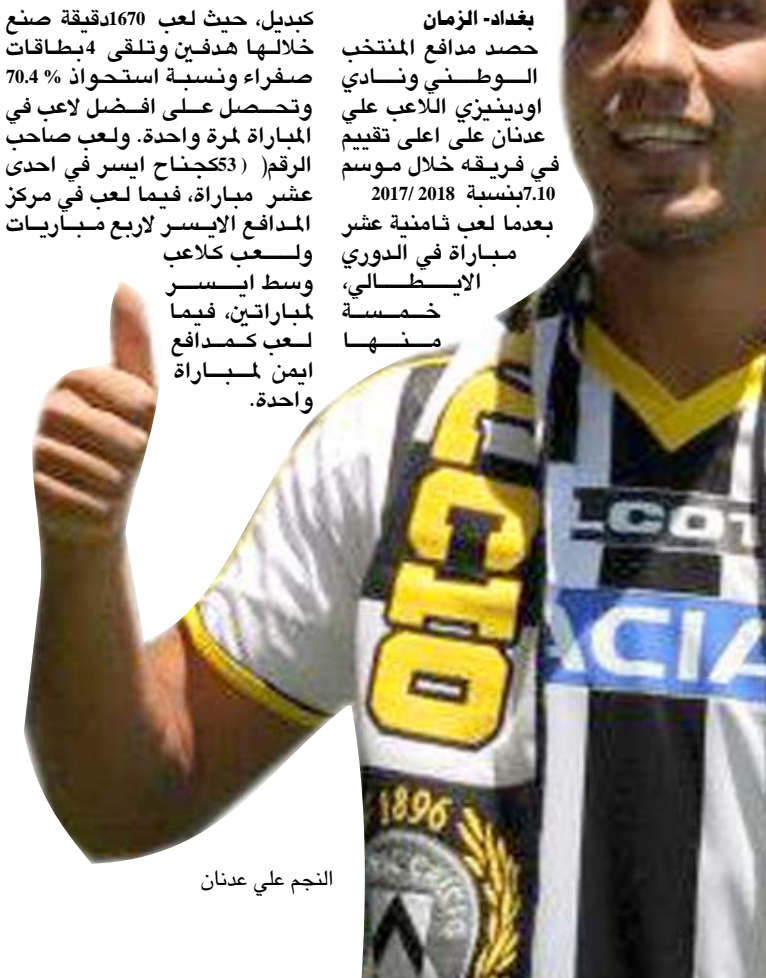 بغداد- الزمان
حصد مدافع المنتخب
الوطني ونادي
اودينيزي اللاعب علي
عدنان على اعلى تقييم
في فريقه خلال موسم
2017/ 2018 بنسبة 7.10
بعدما لعب ثامنية عشر
مباراة في الدوري
الايطالي،
خمسة
منها
كبديل، حيث لعب 1670دقيقة صنع
خلالها هدفين وتلقى 4بطاقات
صفراء ونسبة استحواذ % 70.4
وتحصل على افضل لاعب في
المباراة لمرة واحدة. ولعب صاحب
الرقم( (53كجناح ايسر في احدى
عشر مباراة، فيما لعب في مركز
المدافع الايسر لاربع مباريات
ولعب كلاعب
وسط ايسر
لمباراتين، فيما
لعب كمدافع
ايمن لمباراة
واحدة.
1896
النجم علي عدنان